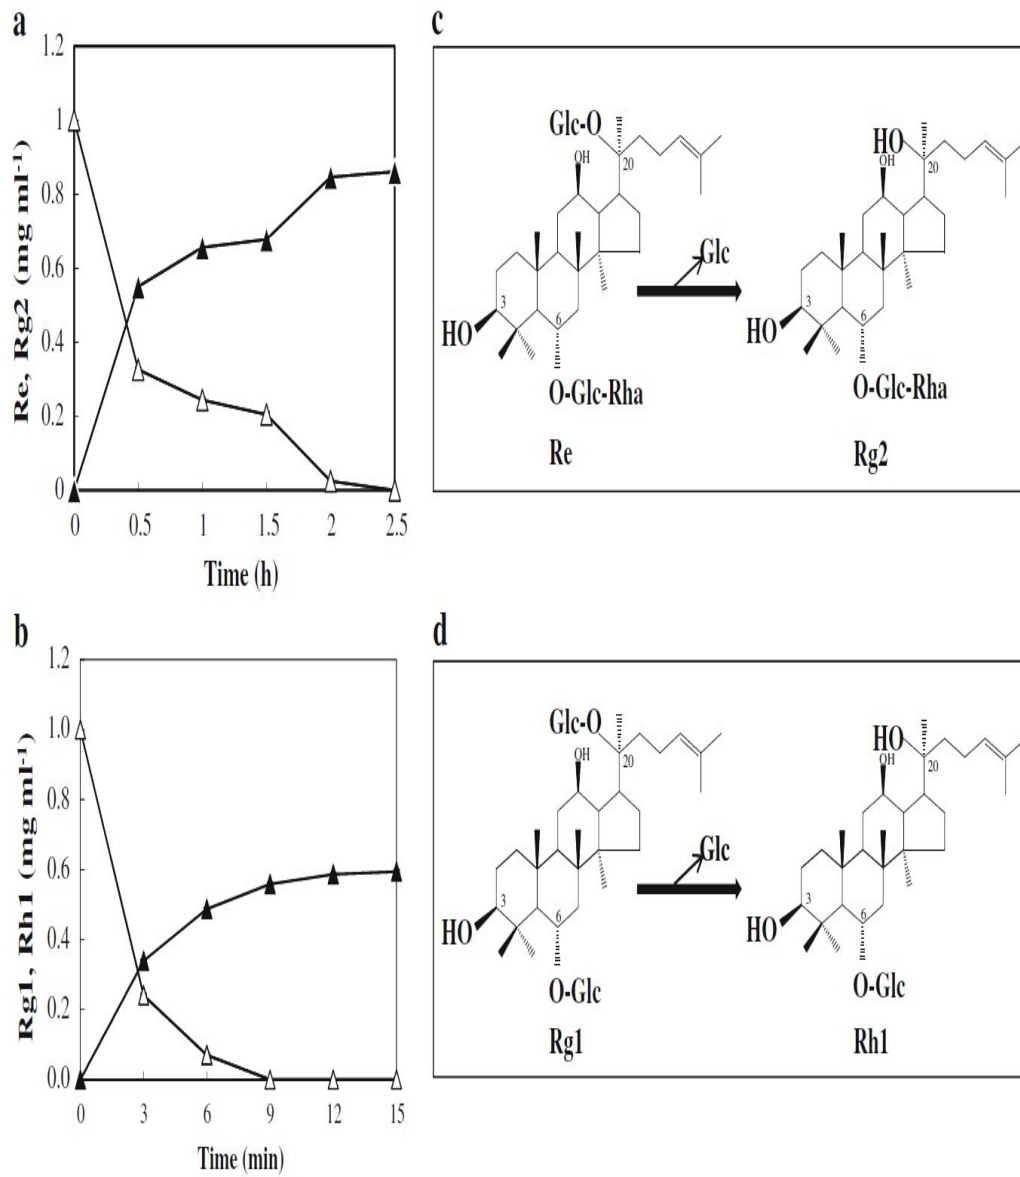 a
1.2
1
0.8
0.6
0.4
0.2
0
0 0.5 1 1.5 2 2.5
Time (h)
Re, Rg2 (mg ml⁻¹)
c
Glc-O
OH
20
3
HO
6
O-Glc-Rha
Re
Glc
HO
OH
20
3
HO
6
O-Glc-Rha
Rg2
b
1.2
1.0
0.8
0.6
0.4
0.2
0.0
0 3 6 9 12 15
Time (min)
Rg1, Rh1 (mg ml⁻¹)
d
Glc-O
OH
20
3
HO
6
O-Glc
Rg1
Glc
HO
OH
20
3
HO
6
O-Glc
Rh1